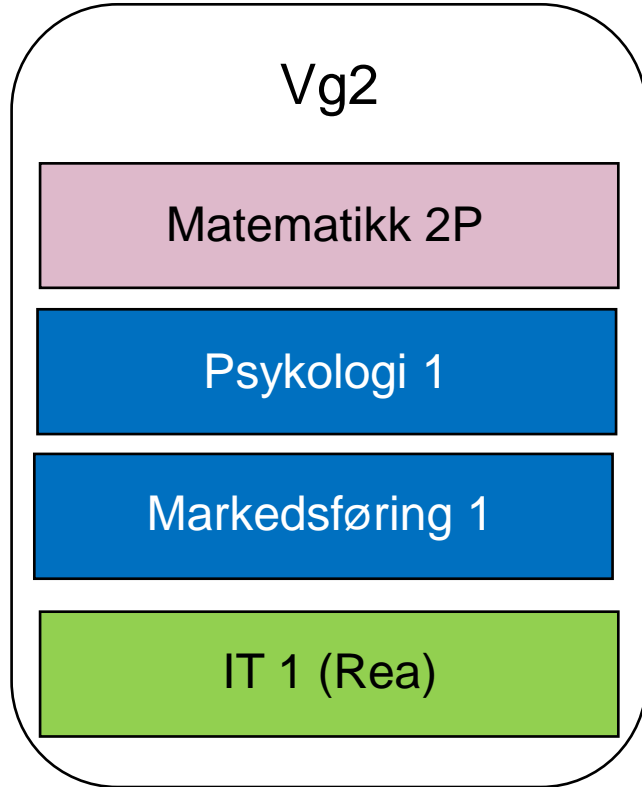 Vg2
Matematikk 2P
Psykologi 1
Markedsføring 1
IT 1 (Rea)